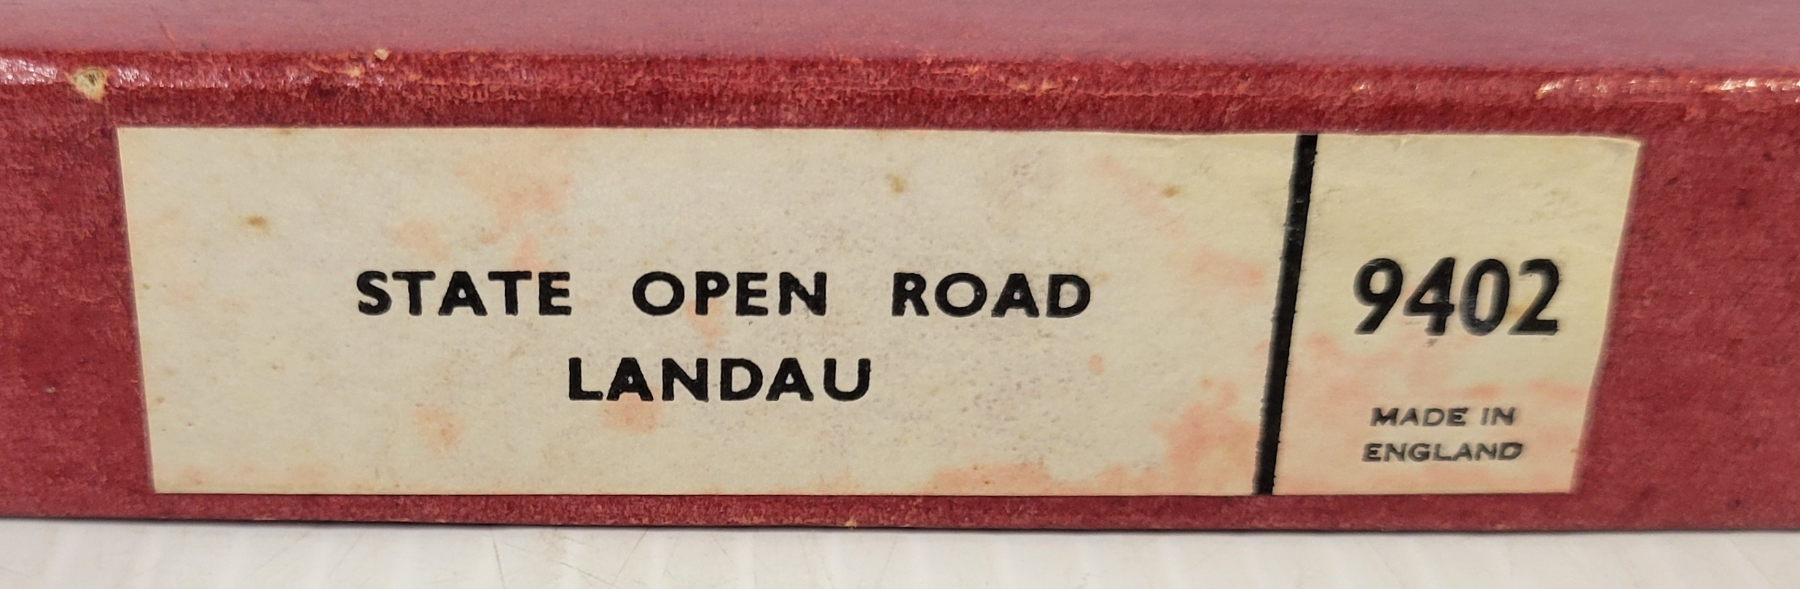 STATE OPEN ROAD
LANDAU
9402
MADE IN
ENGLAND